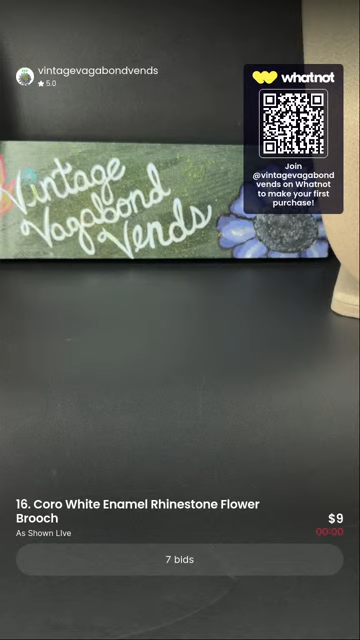 vintagevagabondvends
5.0
whatnot
Join
@vintagevagabond
vends on Whatnot
to make your first
purchase!
Vintage
Vagabond
Vends
16. Coro White Enamel Rhinestone Flower
Brooch
$9
As Shown LIve
00:00
7 bids